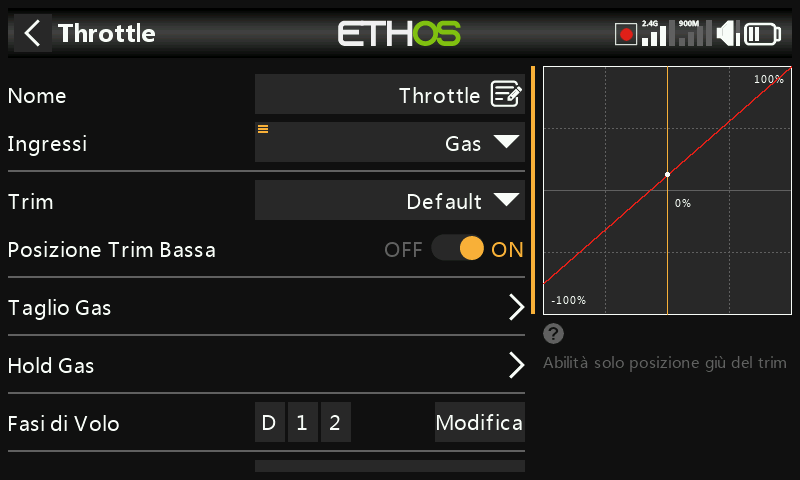 Throttle
ETHOS
2.4G
900M
Nome
Throttle
Ingressi
Gas
Trim
Default
Posizione Trim Bassa
OFF
ON
Taglio Gas
Hold Gas
Fasi di Volo
D
1
2
Modifica
100%
0%
-100%
?
Abilità solo posizione giù del trim